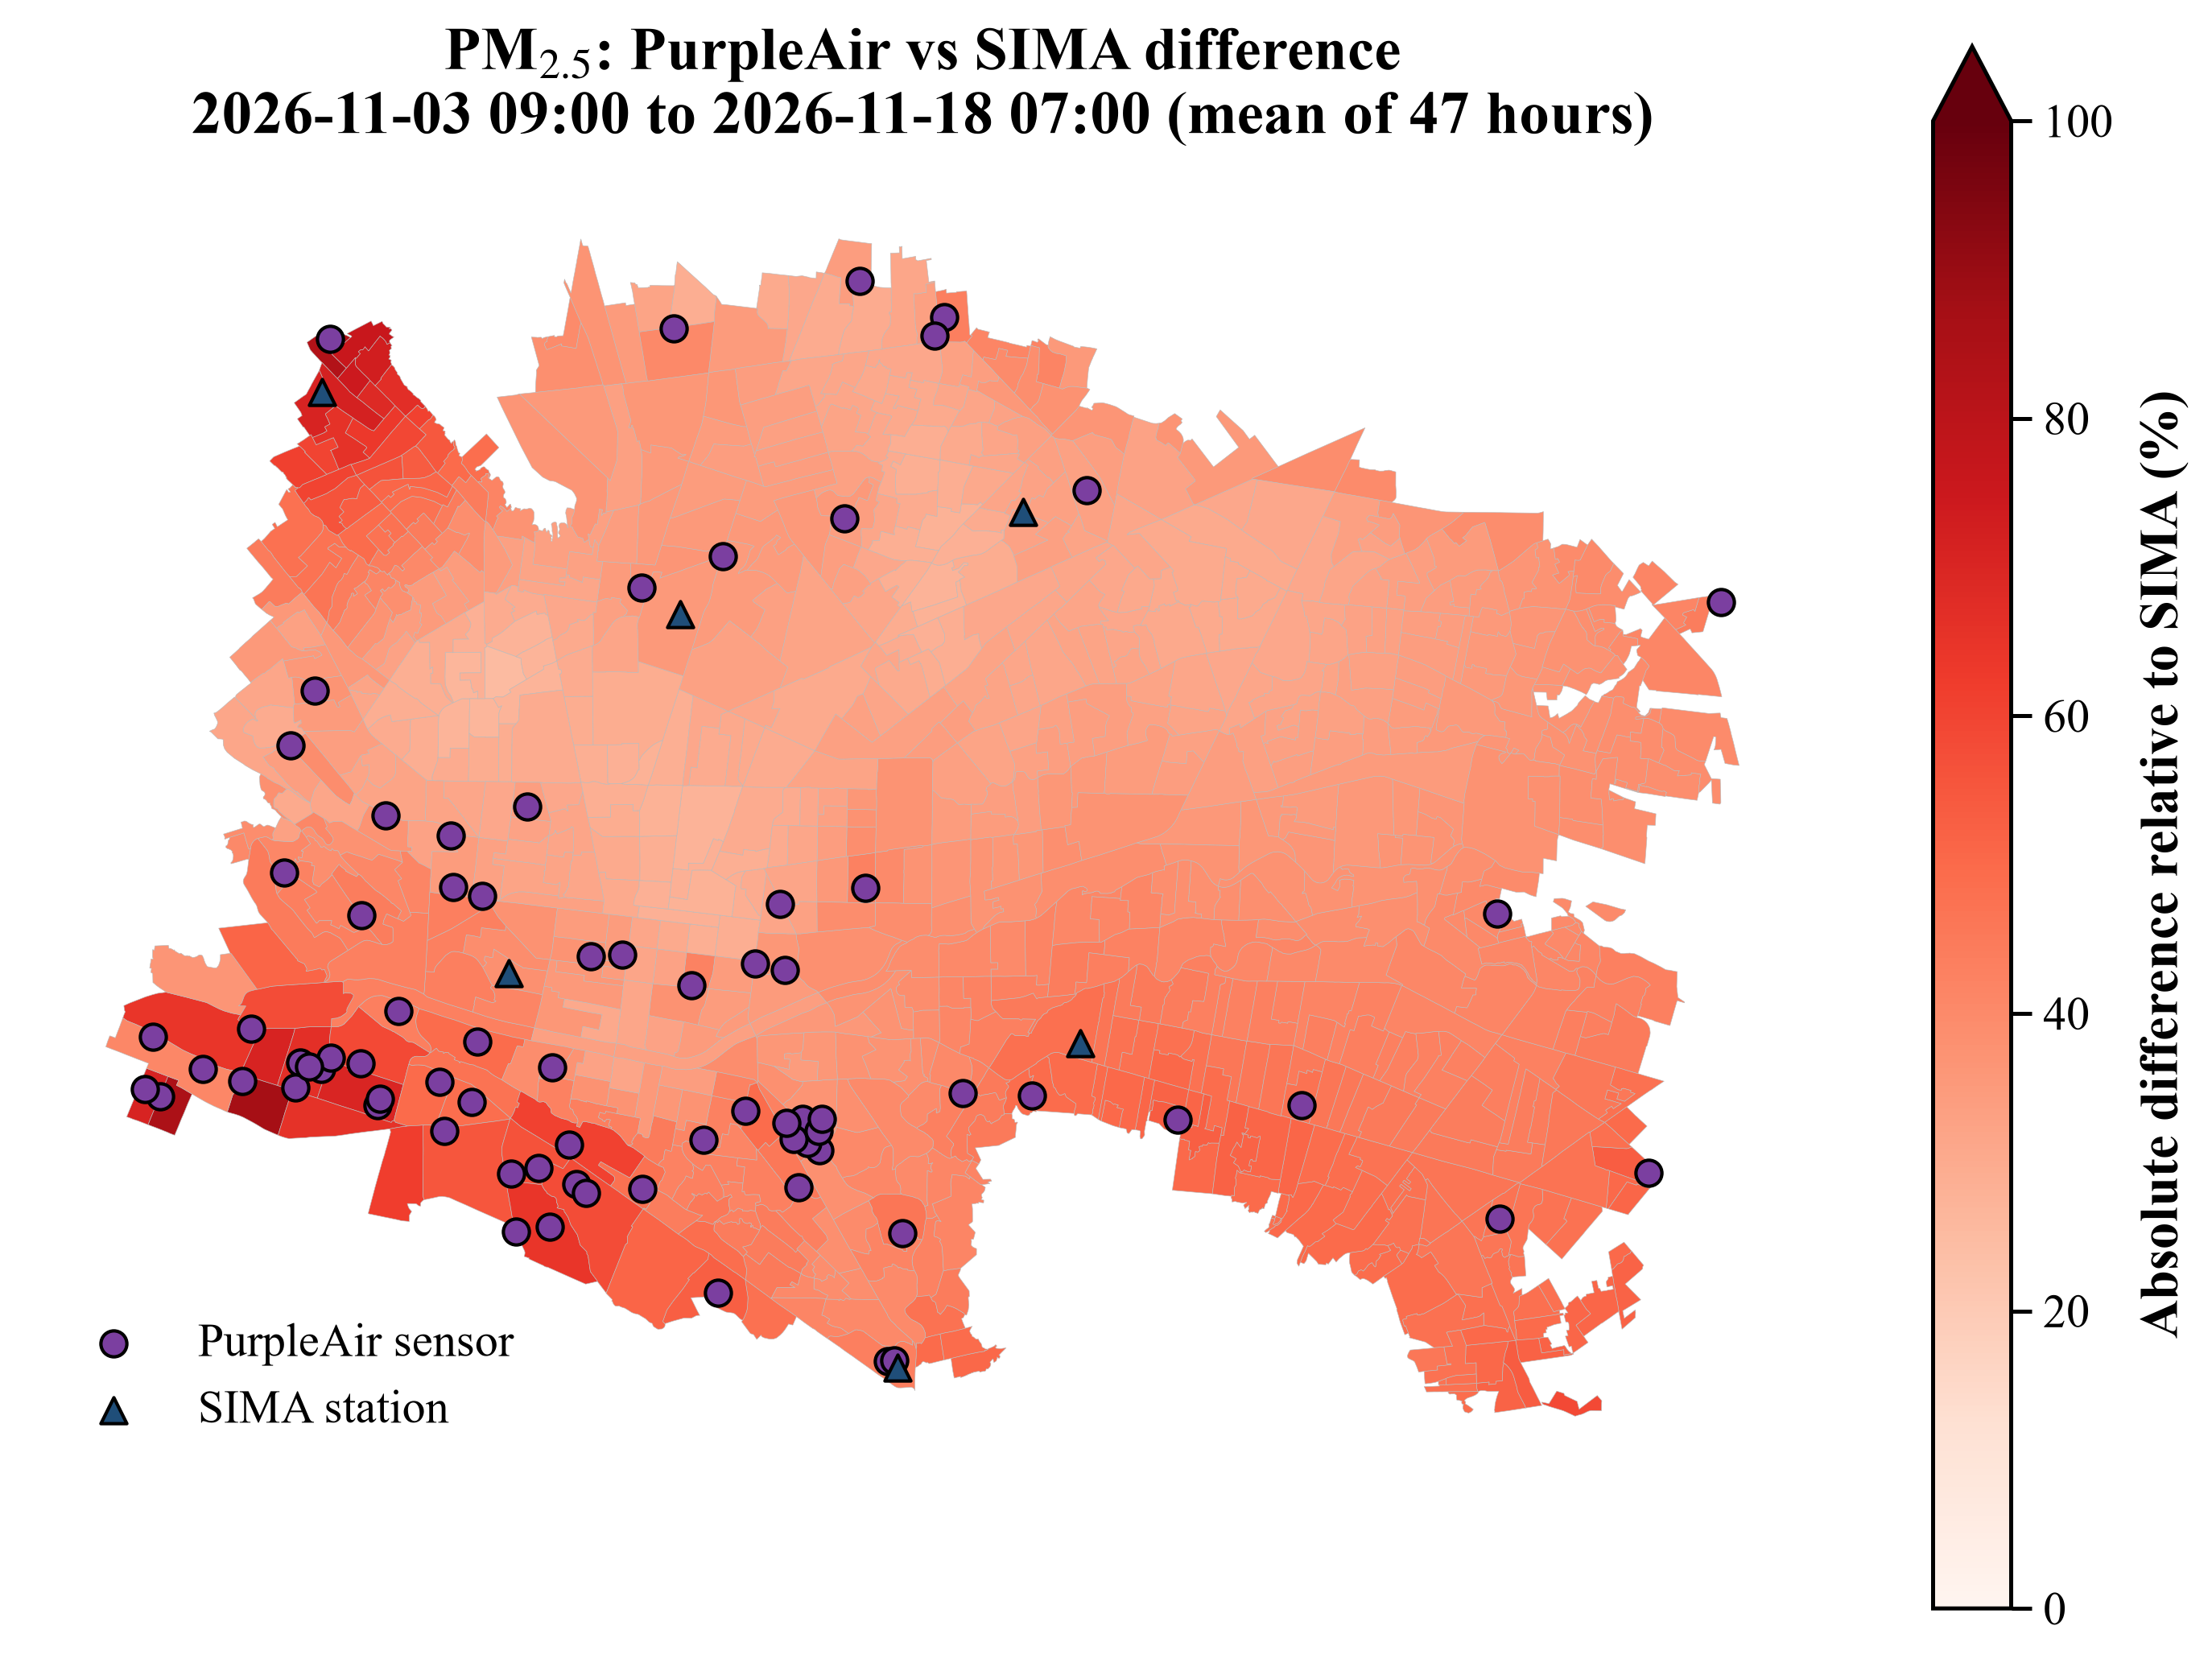 PM2.5: PurpleAir vs SIMA difference
2026-11-03 09:00 to 2026-11-18 07:00 (mean of 47 hours)
100
80
60
40
20
0
Absolute difference relative to SIMA (%)
PurpleAir sensor
SIMA station